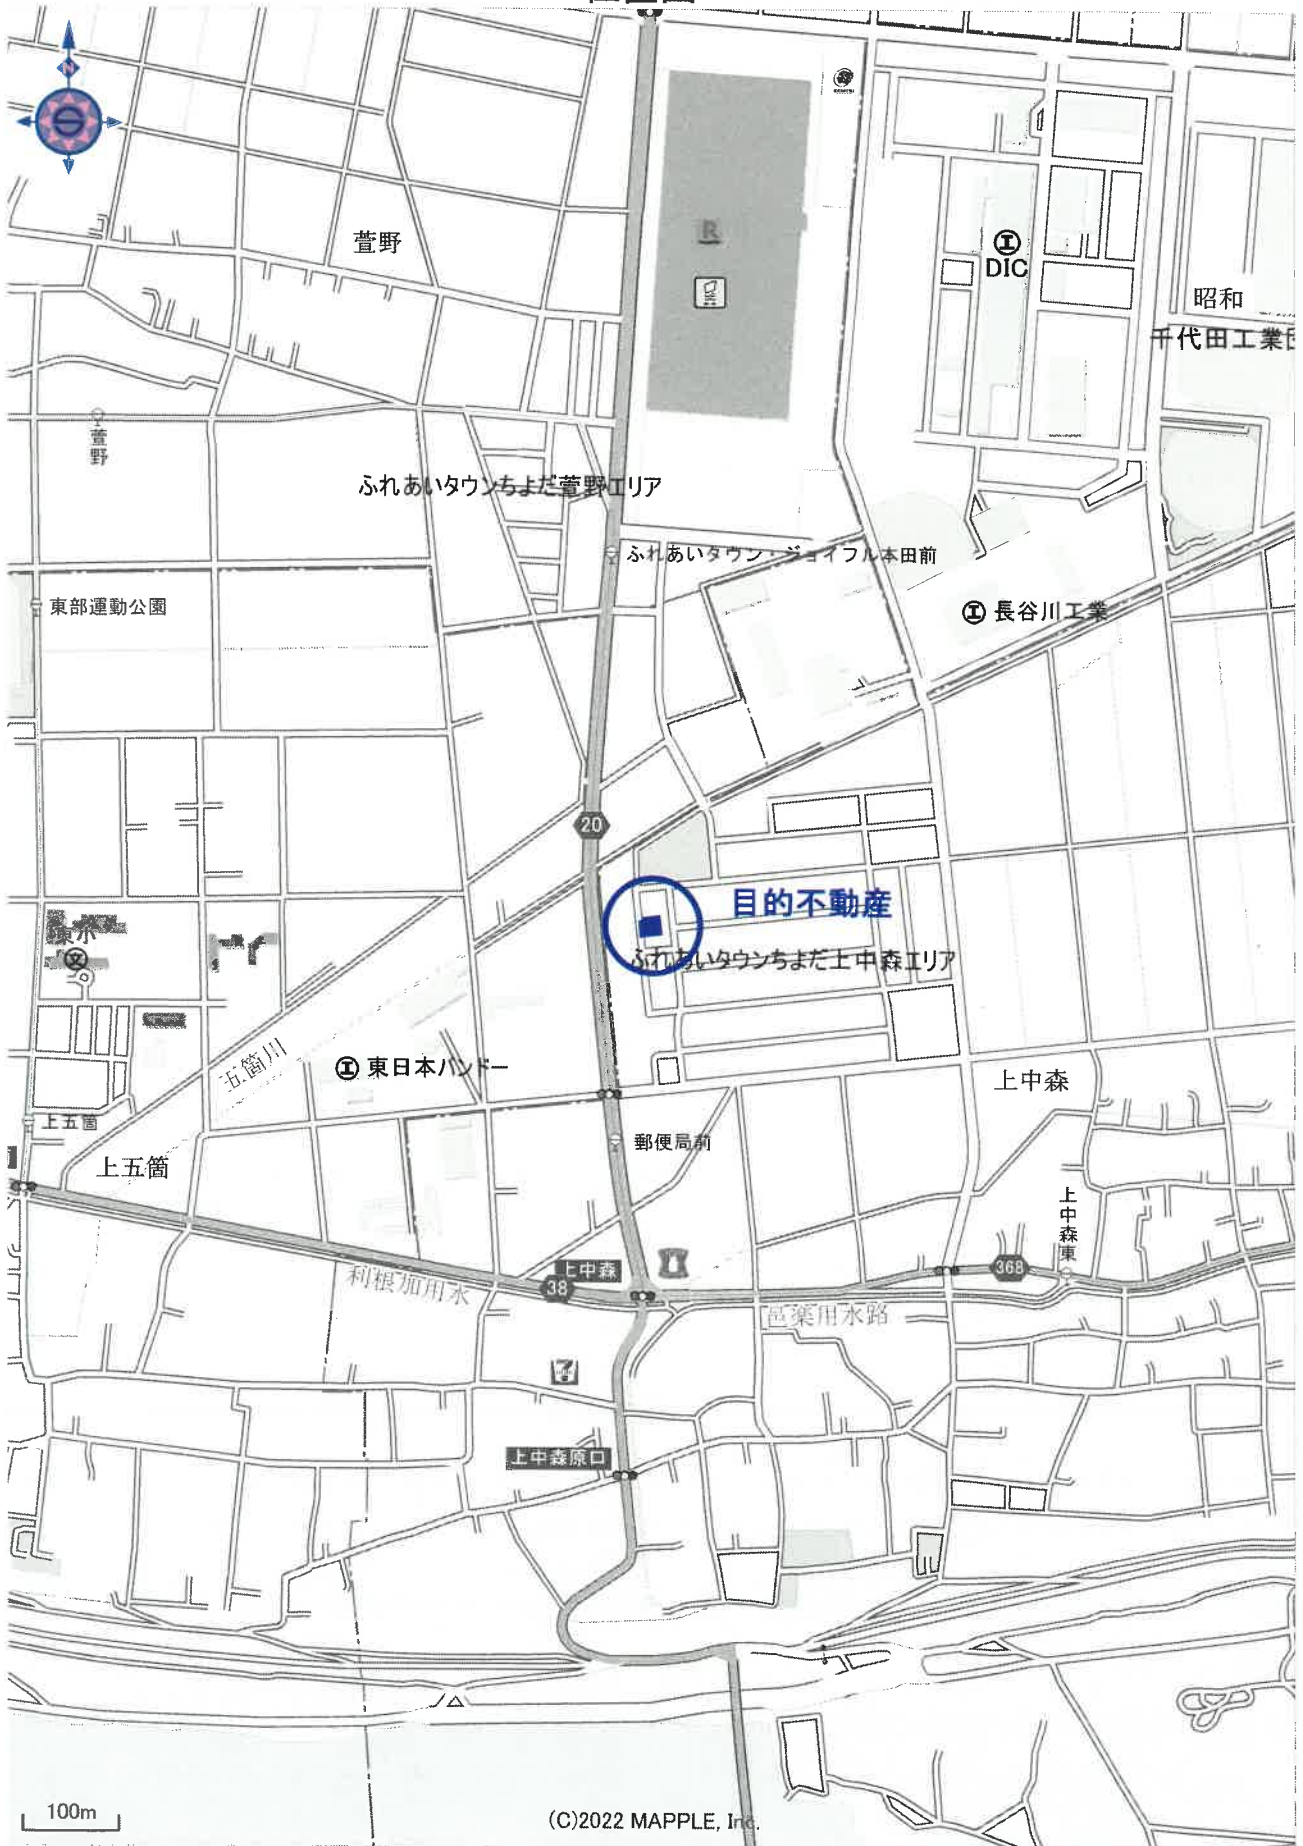 N
S
R
DIC
萱野
昭和
千代田工業団
萱野
ふれあいタウンちよだ萱野エリア
ふれあいタウン・ジョイフル本田前
東部運動公園
長谷川工業
20
目的不動産
東小
文
ふれあいタウンちよだ上中森エリア
五箇川
東日本バンドー
上中森
上五箇
郵便局前
上五箇
上中森東
368
上中森
38
利根加用水
邑楽用水路
上中森原口
100m
(C)2022 MAPPLE, Inc.